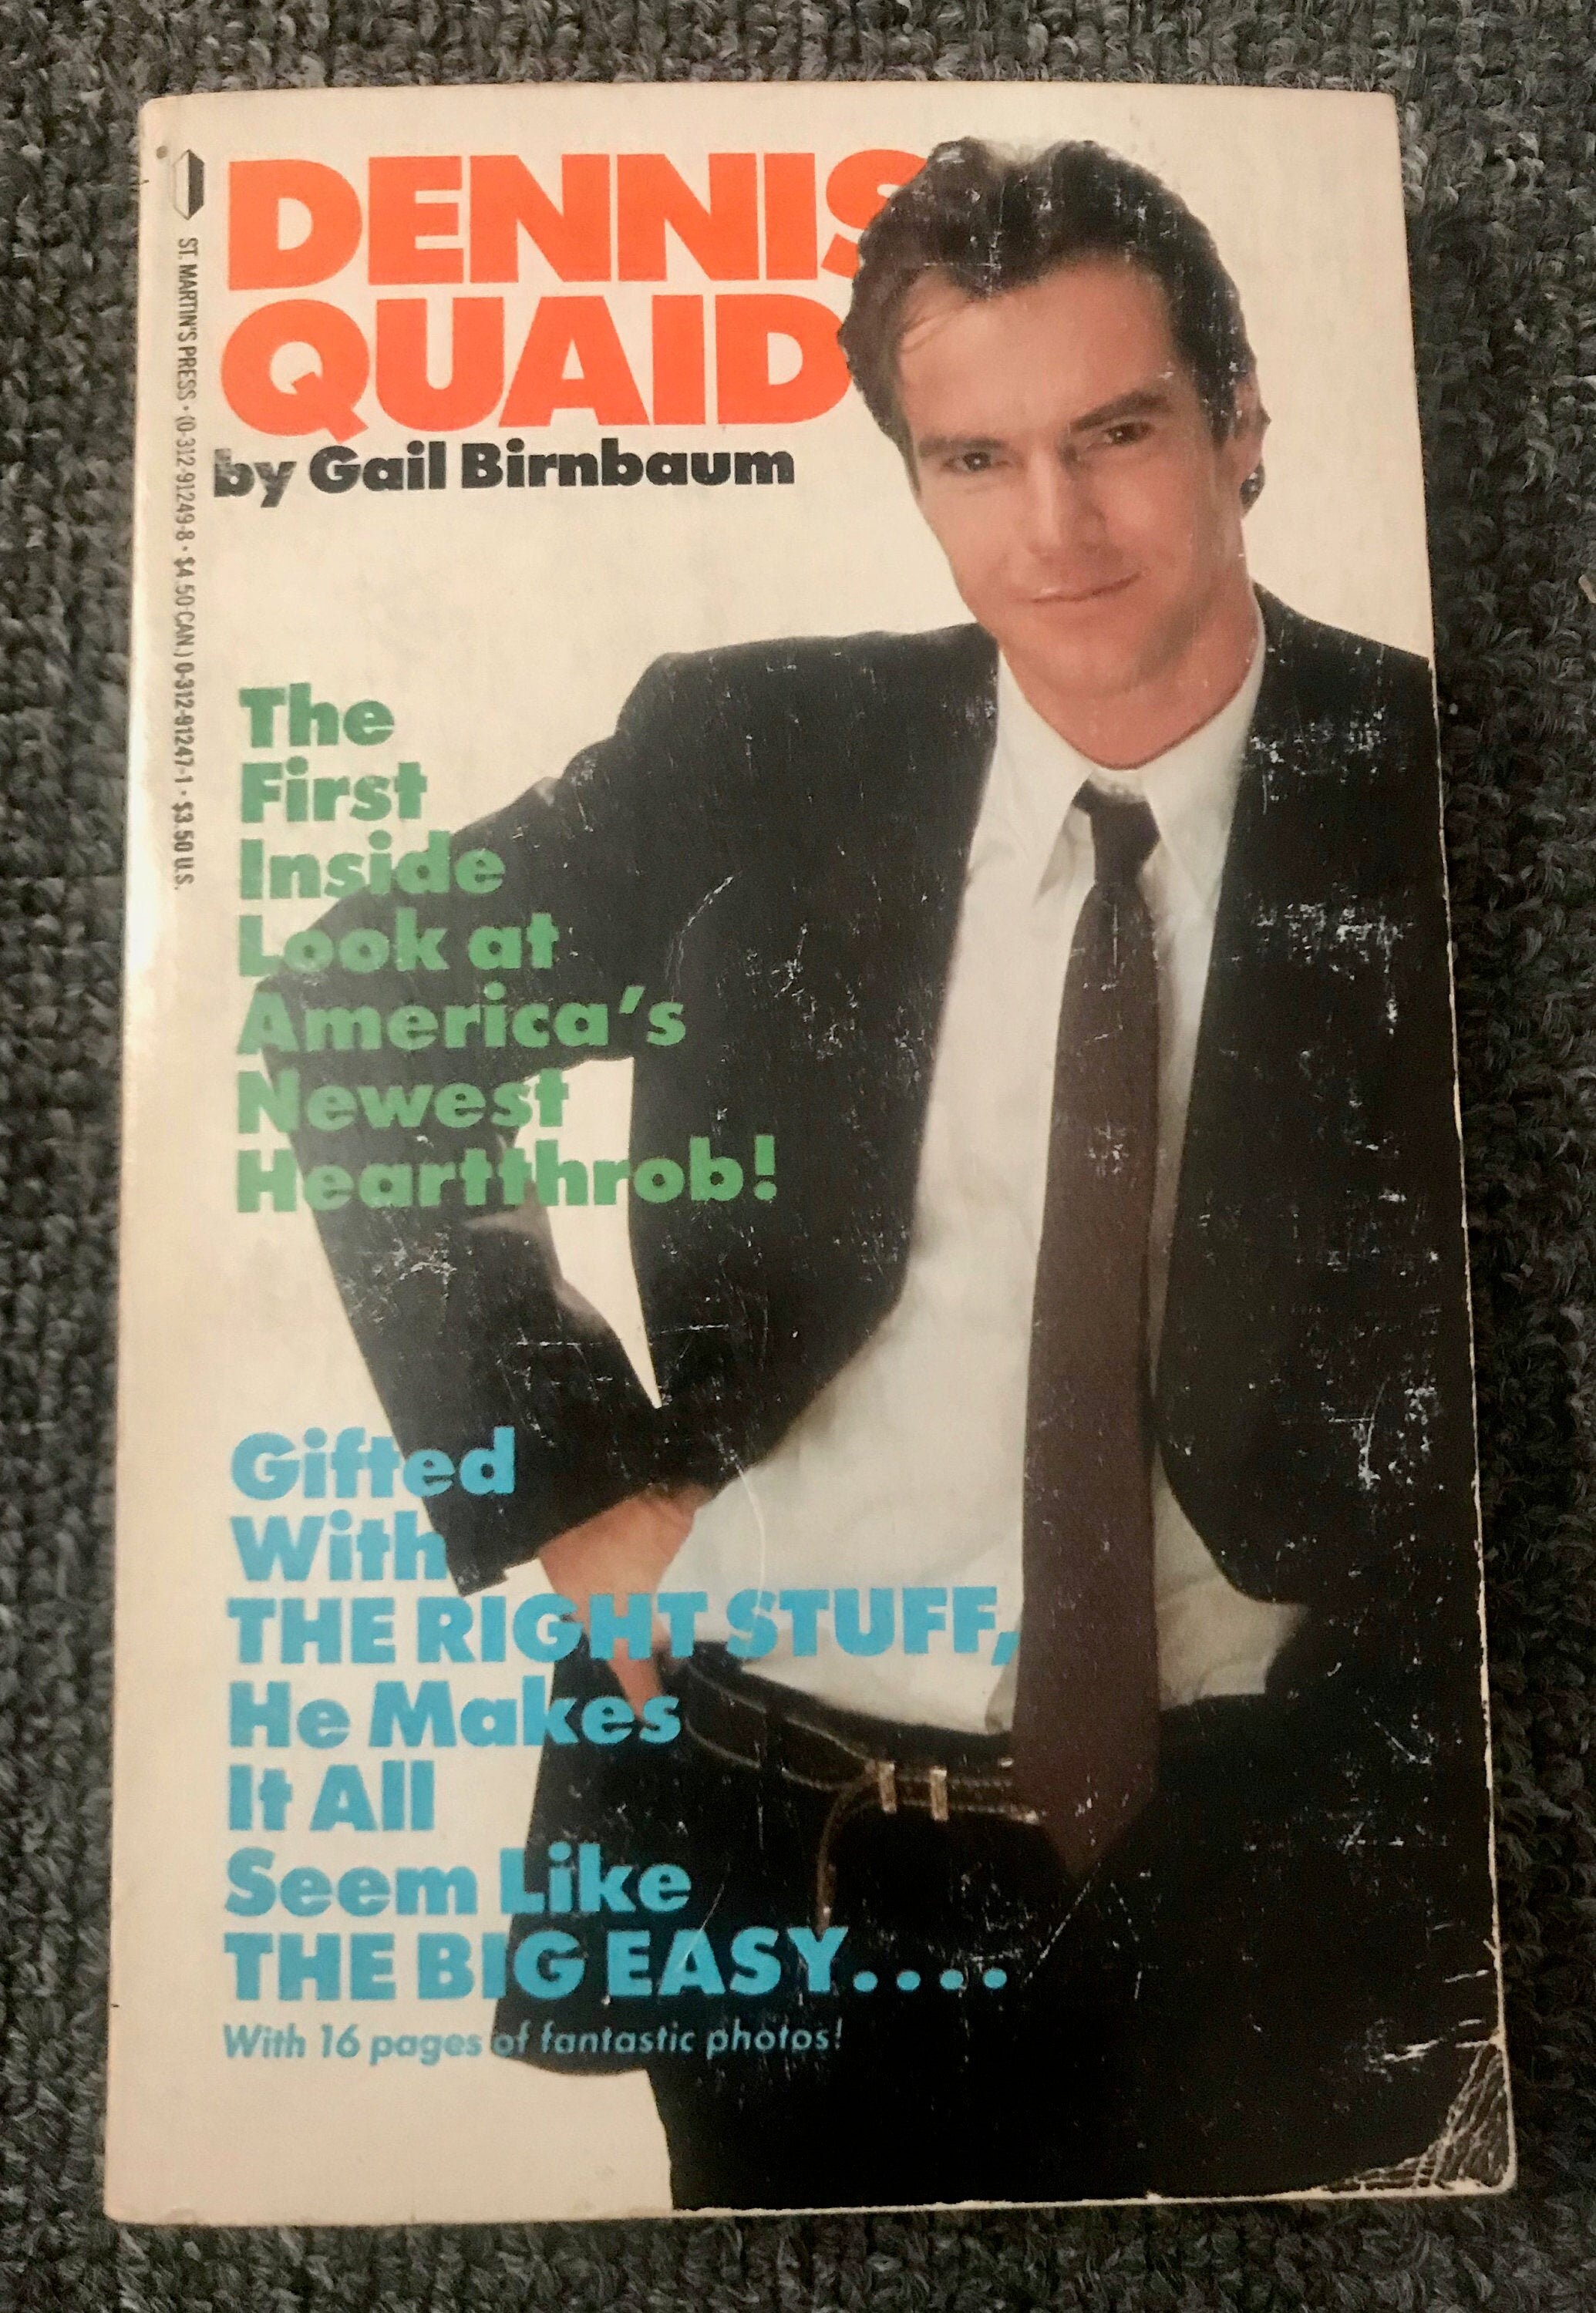 DENNIS
QUAID
by Gail Birnbaum
ST. MARTIN'S PRESS • (0-312-91249-8 • $4.50 CAN.) 0-312-91247-1 • $3.50 U.S.
The
First
Inside
Look at
America's
Newest
Heartthrob!
Gifted
With
THE RIGHT STUFF,
He Makes
It All
Seem Like
THE BIG EASY....
With 16 pages of fantastic photos!